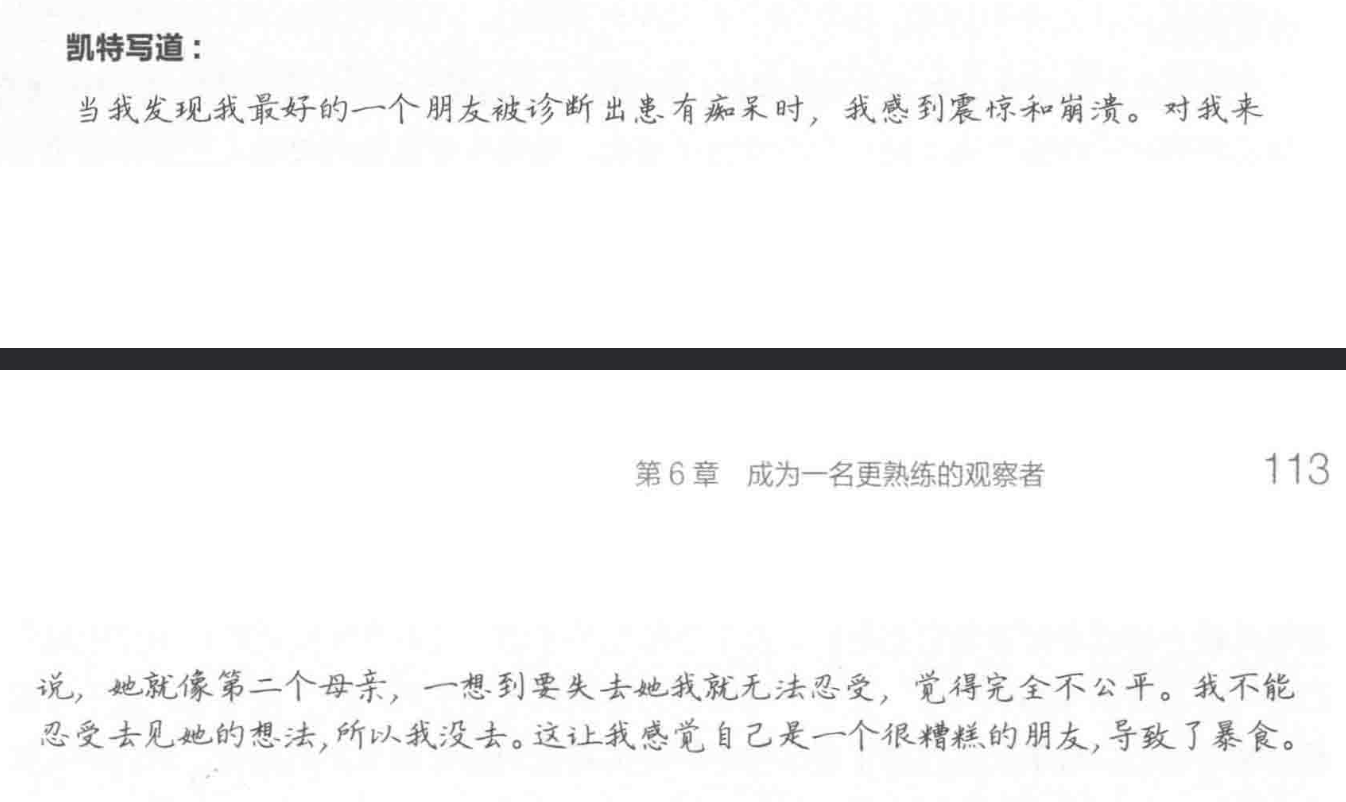 凯特写道：
当我发现我最好的一个朋友被诊断出患有痴呆时，我感到震惊和崩溃。对我来
第6章 成为一名更熟练的观察者 113
说，她就像第二个母亲，一想到要失去她我就无法忍受，觉得完全不公平。我不能
忍受去见她的想法，所以我没去。这让我感觉自己是一个很糟糕的朋友，导致了暴食。